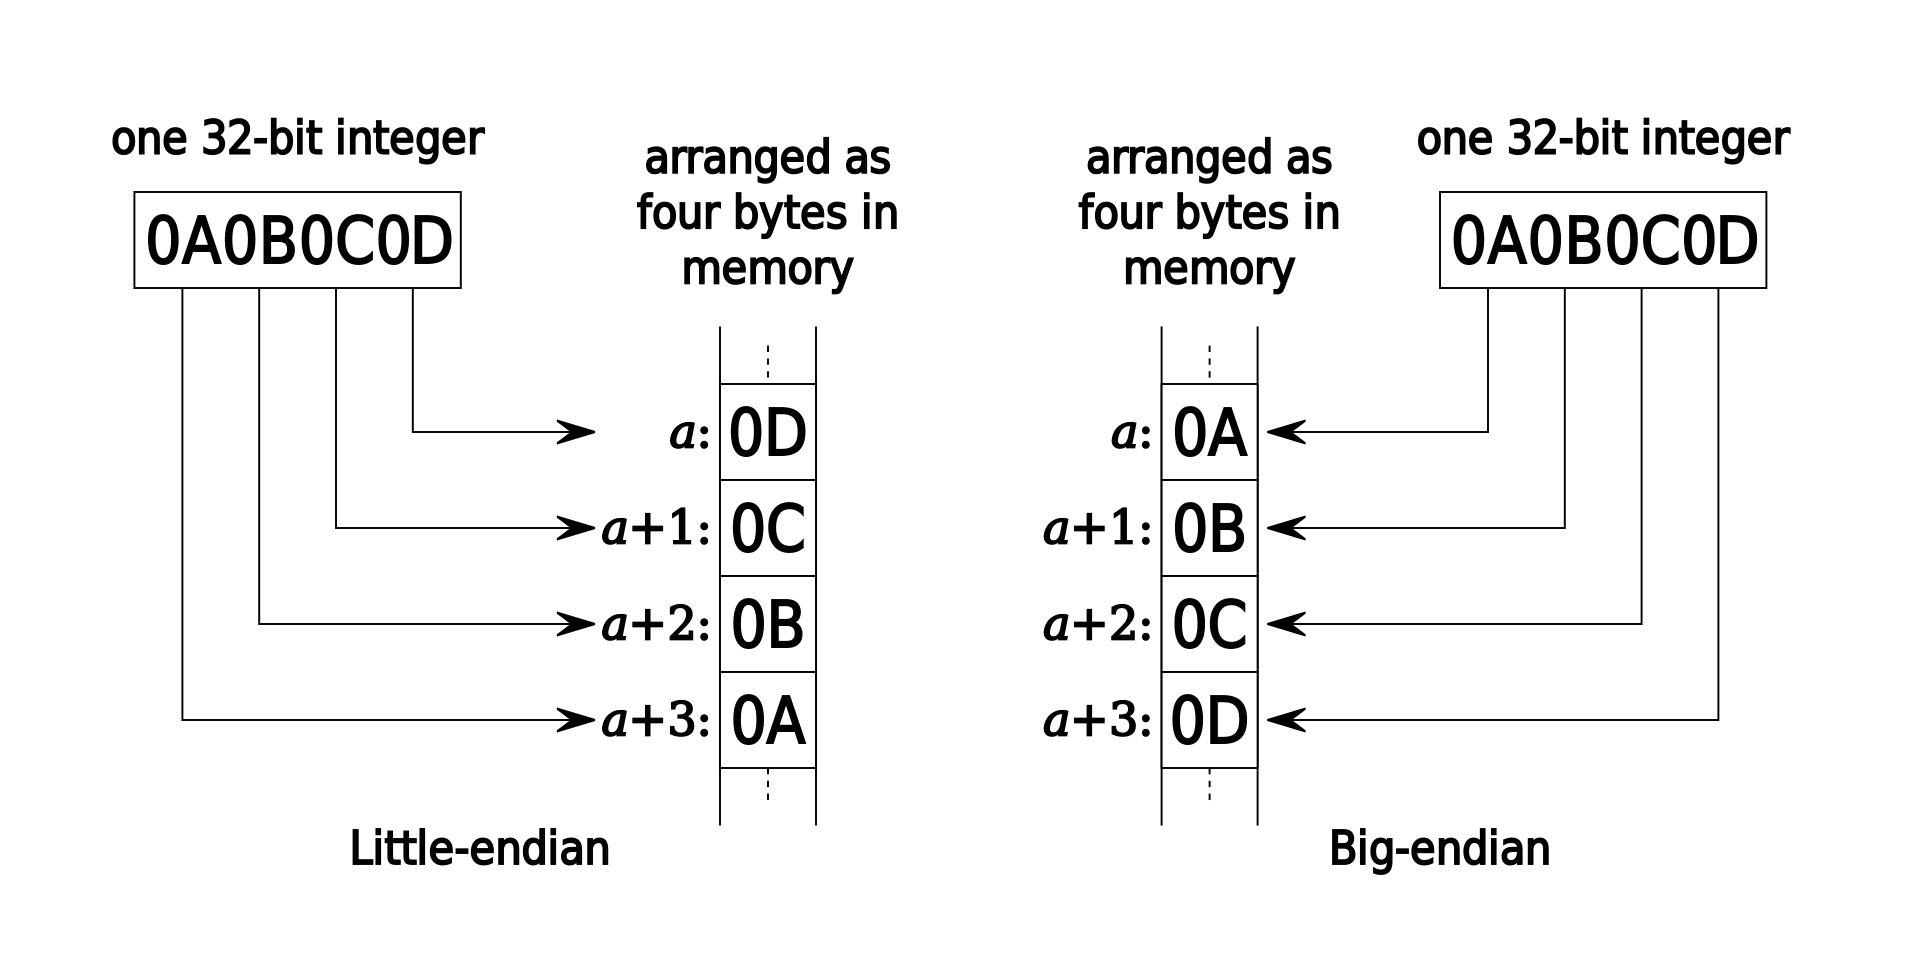 one 32-bit integer
0A0B0C0D
arranged as
four bytes in
memory
a: 0D
a+1: 0C
a+2: 0B
a+3: 0A
Little-endian
arranged as
four bytes in
memory
one 32-bit integer
0A0B0C0D
a: 0A
a+1: 0B
a+2: 0C
a+3: 0D
Big-endian